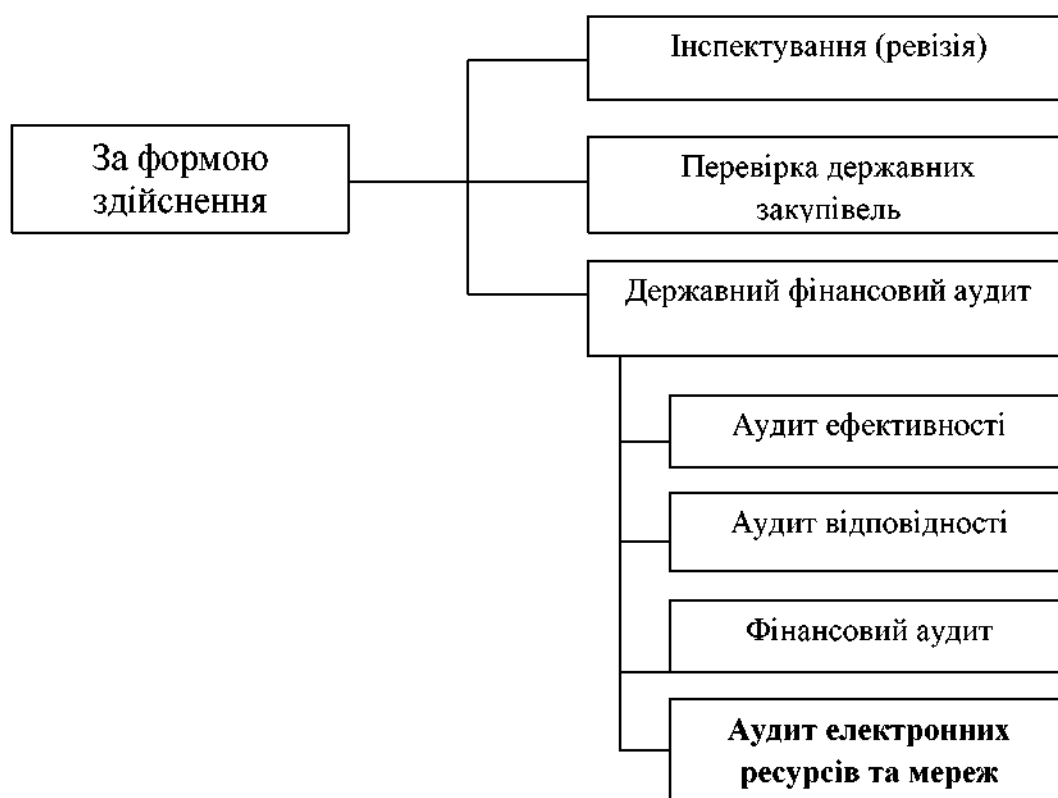 Інспектування (ревізія)
За формою
здійснення
Перевірка державних
закупівель
Державний фінансовий аудит
Аудит ефективності
Аудит відповідності
Фінансовий аудит
Аудит електронних
ресурсів та мереж